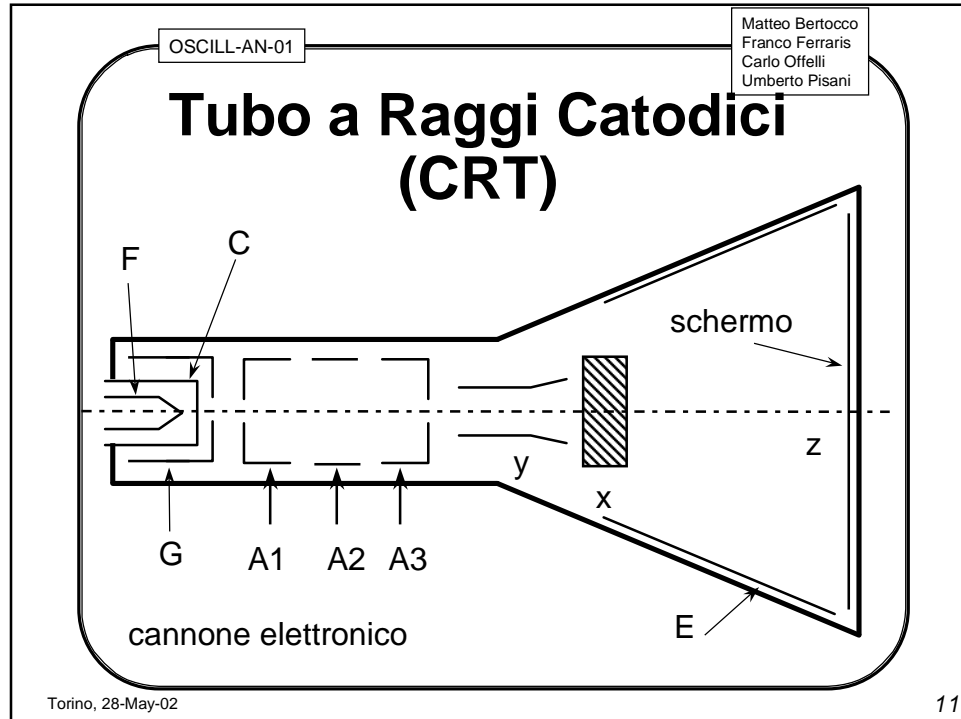 OSCILL-AN-01
Matteo Bertocco
Franco Ferraris
Carlo Offelli
Umberto Pisani
Tubo a Raggi Catodici
(CRT)
F
C
schermo
z
y
x
G
A1
A2
A3
E
cannone elettronico
Torino, 28-May-02
11